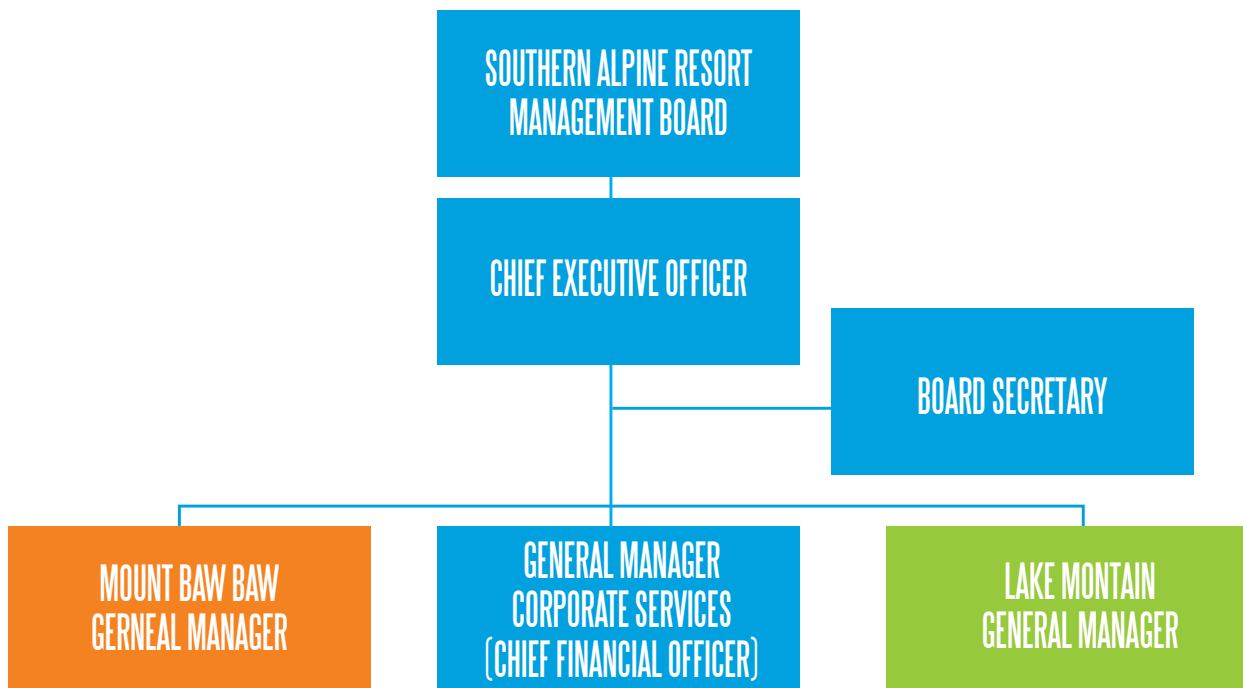 SOUTHERN ALPINE RESORT
MANAGEMENT BOARD
CHIEF EXECUTIVE OFFICER
BOARD SECRETARY
MOUNT BAW BAW
GERNEAL MANAGER
GENERAL MANAGER
CORPORATE SERVICES
(CHIEF FINANCIAL OFFICER)
LAKE MONTAIN
GENERAL MANAGER